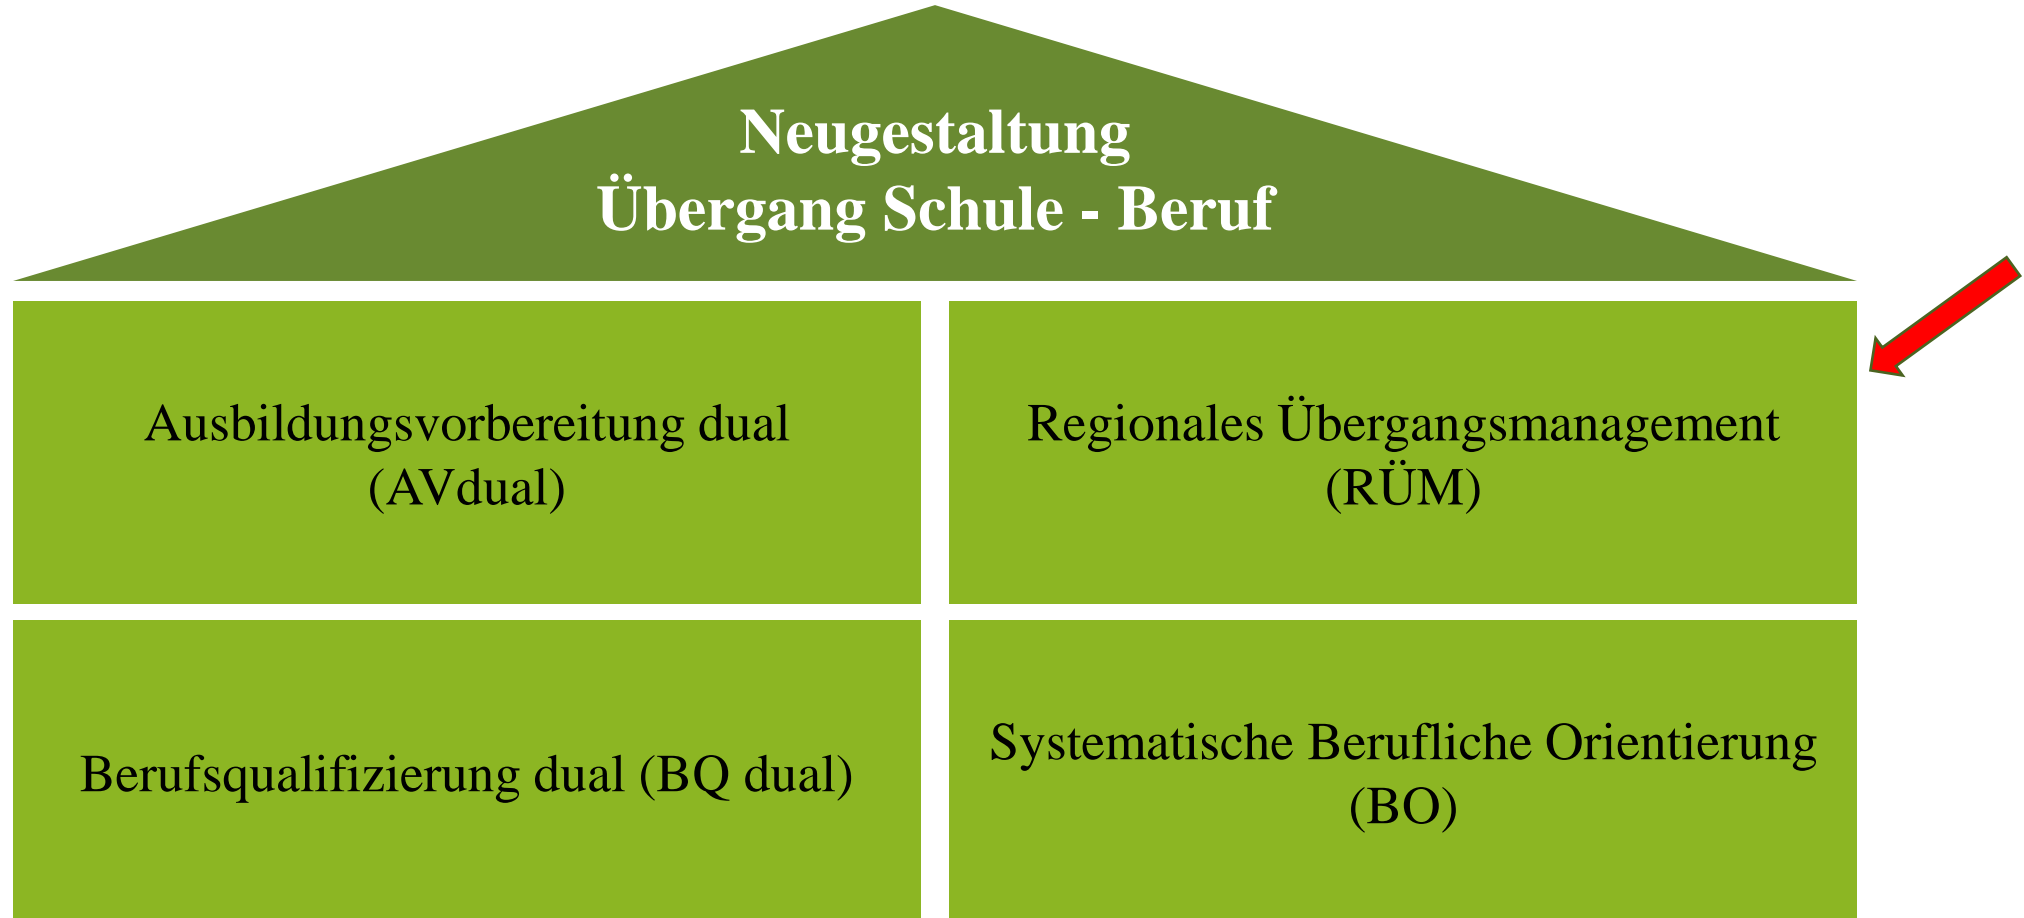 Neugestaltung
Übergang Schule - Beruf
Ausbildungsvorbereitung dual
(AVdual)
Regionales Übergangsmanagement
(RÜM)
Berufsqualifizierung dual (BQ dual)
Systematische Berufliche Orientierung
(BO)